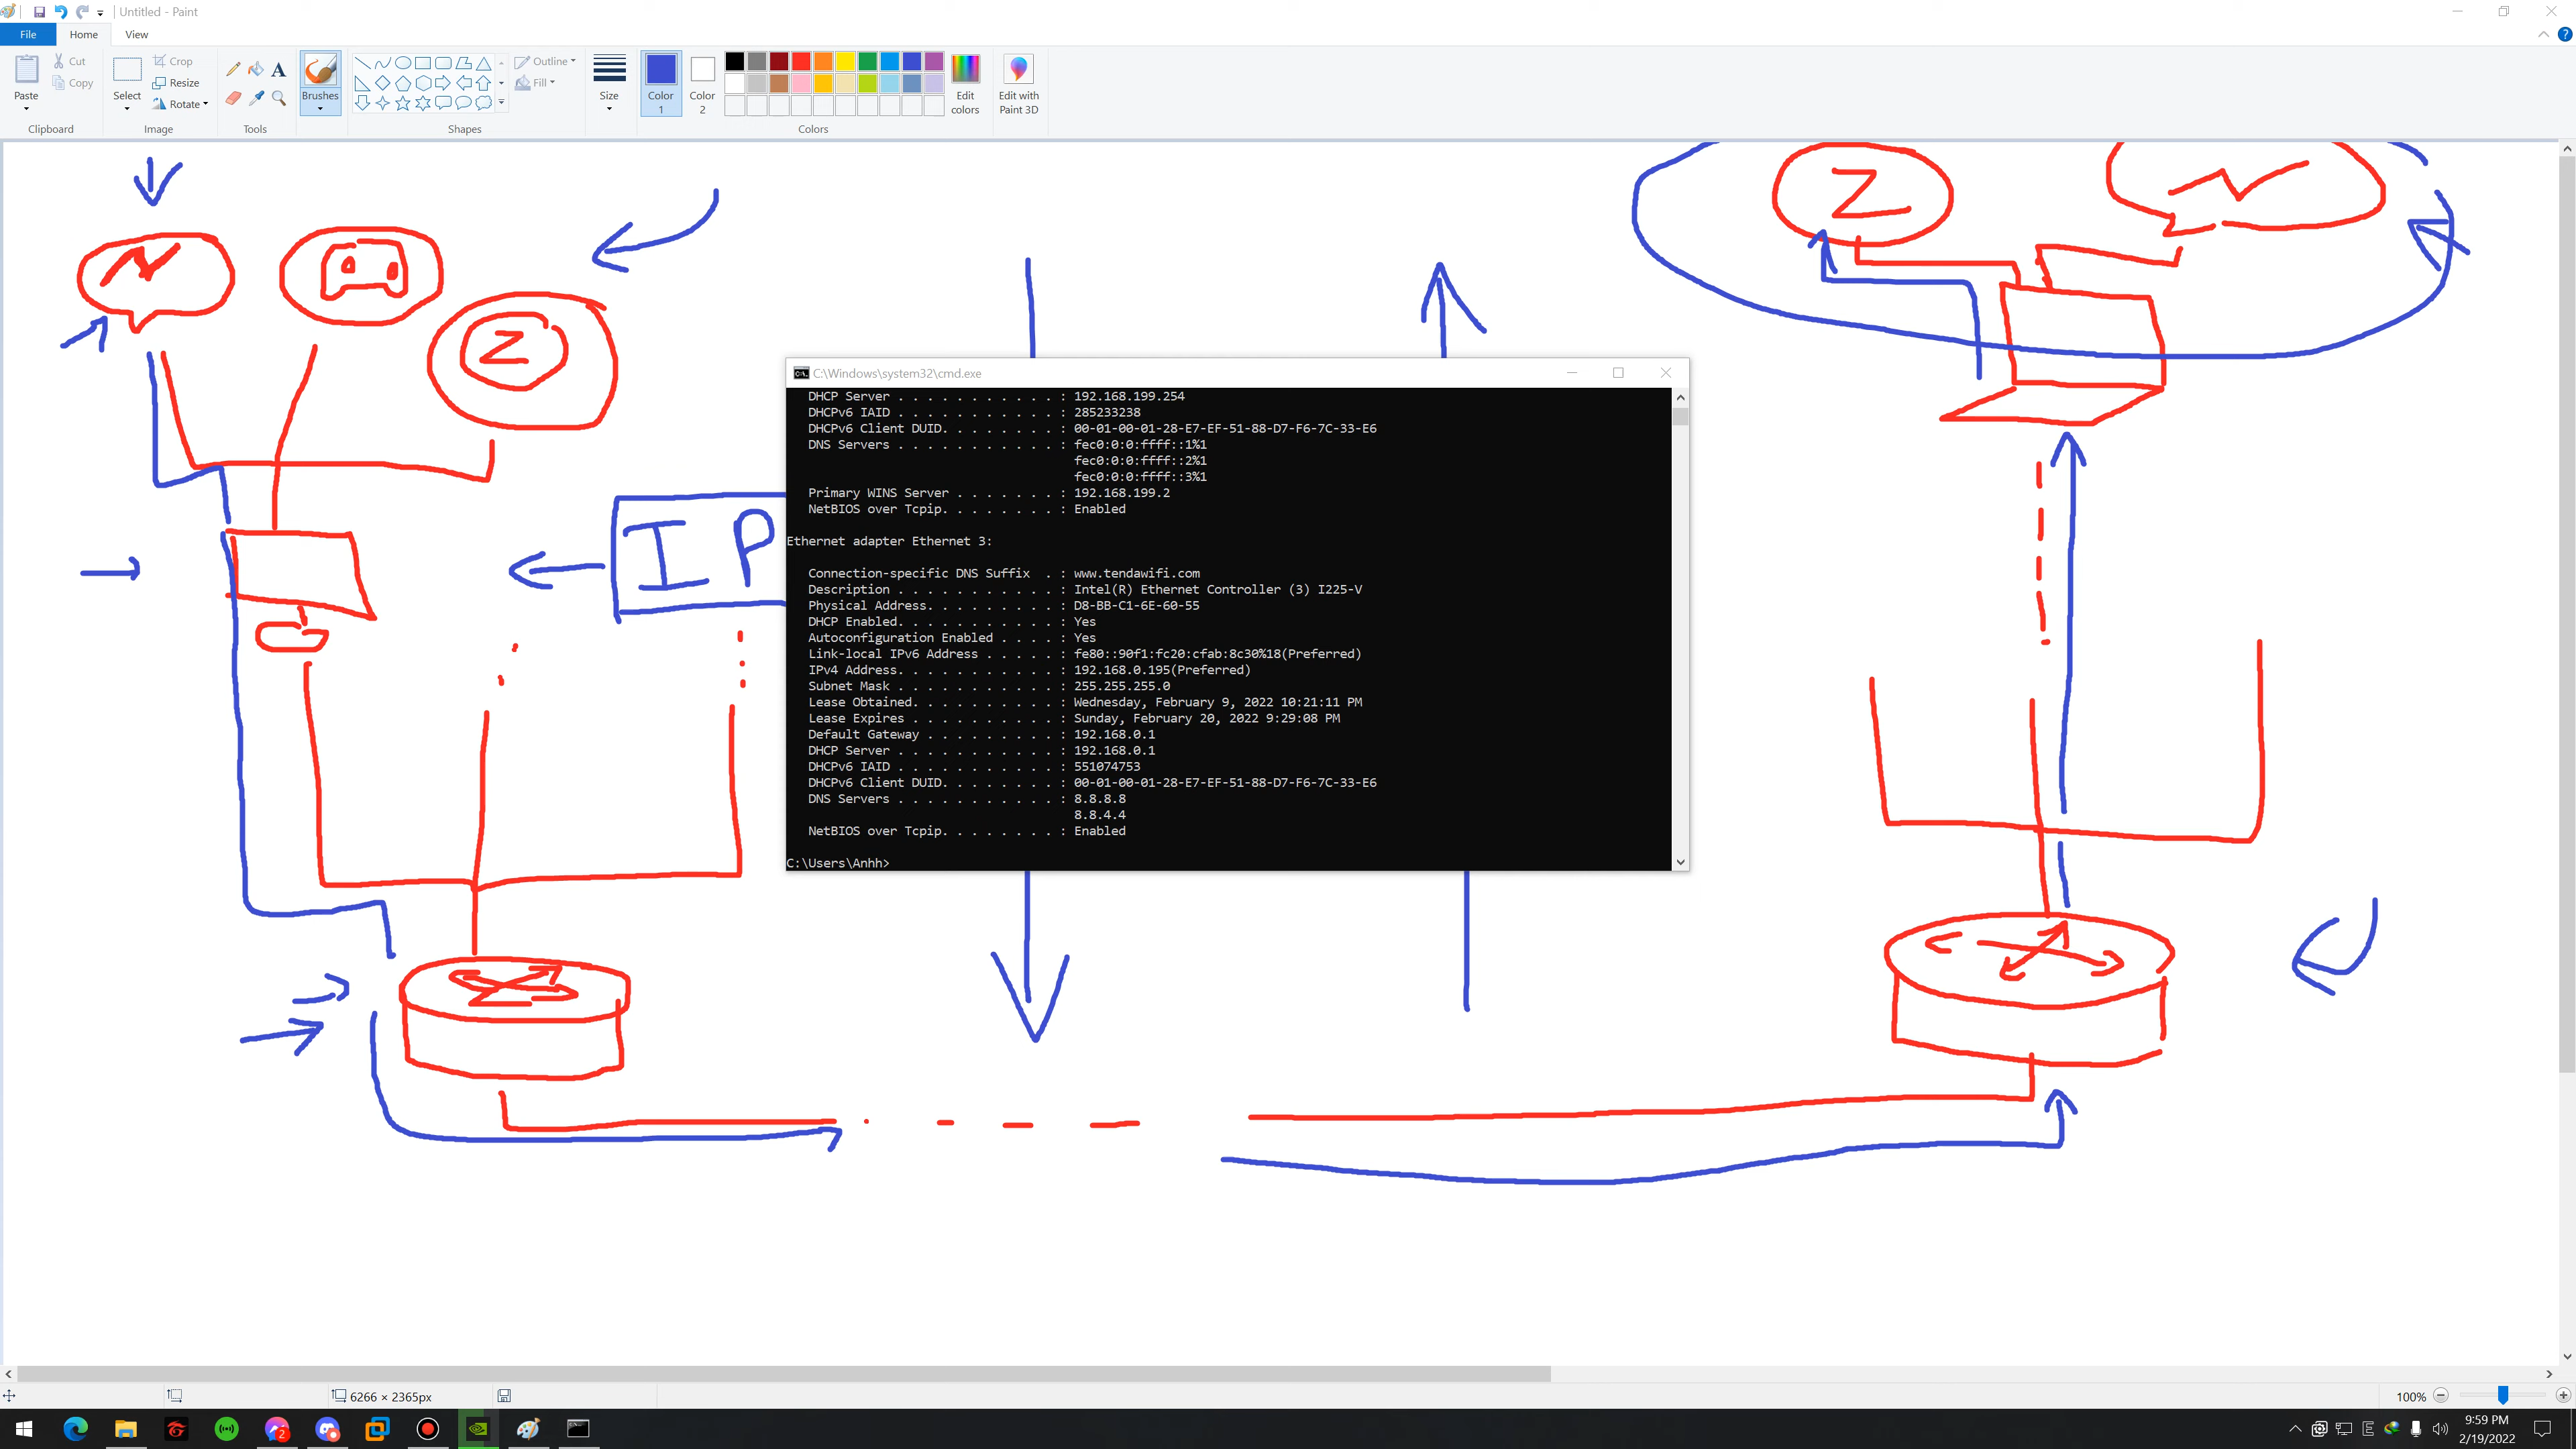 Untitled - Paint
File Home View
Paste Cut Copy
Clipboard
Select Crop Resize Rotate
Image
Tools
Brushes
Shapes
Outline Fill
Size
Color 1
Color 2
Edit colors
Edit with Paint 3D
Colors
Z
Z
I P
C:\Windows\system32\cmd.exe
DHCP Server . . . . . . . . . . . : 192.168.199.254
DHCPv6 IAID . . . . . . . . . . . : 285233238
DHCPv6 Client DUID. . . . . . . . : 00-01-00-01-28-E7-EF-51-88-D7-F6-7C-33-E6
DNS Servers . . . . . . . . . . . : fec0:0:0:ffff::1%1
fec0:0:0:ffff::2%1
fec0:0:0:ffff::3%1
Primary WINS Server . . . . . . . : 192.168.199.2
NetBIOS over Tcpip. . . . . . . . : Enabled
Ethernet adapter Ethernet 3:
Connection-specific DNS Suffix  . : www.tendawifi.com
Description . . . . . . . . . . . : Intel(R) Ethernet Controller (3) I225-V
Physical Address. . . . . . . . . : D8-BB-C1-6E-60-55
DHCP Enabled. . . . . . . . . . . : Yes
Autoconfiguration Enabled . . . . : Yes
Link-local IPv6 Address . . . . . : fe80::90f1:fc20:cfab:8c30%18(Preferred)
IPv4 Address. . . . . . . . . . . : 192.168.0.195(Preferred)
Subnet Mask . . . . . . . . . . . : 255.255.255.0
Lease Obtained. . . . . . . . . . : Wednesday, February 9, 2022 10:21:11 PM
Lease Expires . . . . . . . . . . : Sunday, February 20, 2022 9:29:08 PM
Default Gateway . . . . . . . . . : 192.168.0.1
DHCP Server . . . . . . . . . . . : 192.168.0.1
DHCPv6 IAID . . . . . . . . . . . : 551074753
DHCPv6 Client DUID. . . . . . . . : 00-01-00-01-28-E7-EF-51-88-D7-F6-7C-33-E6
DNS Servers . . . . . . . . . . . : 8.8.8.8
8.8.4.4
NetBIOS over Tcpip. . . . . . . . : Enabled
C:\Users\Anhh>
6266 × 2365px
100%
2
E
9:59 PM
2/19/2022